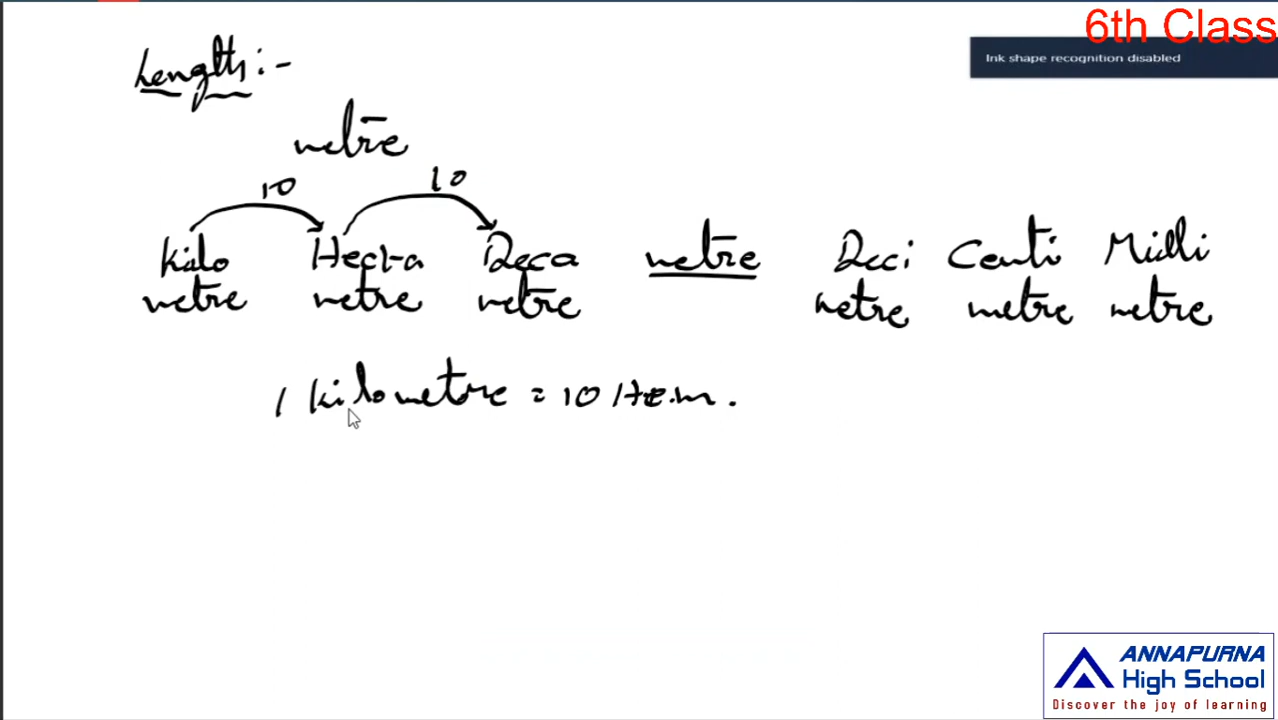 6th Class
Ink shape recognition disabled
Length:-
metre
10 10
Kilo Hecta Deca metre Deci Centi Milli
metre metre metre metre metre metre
1 kilometre = 10 He.m.
ANNAPURNA
High School
Discover the joy of learning